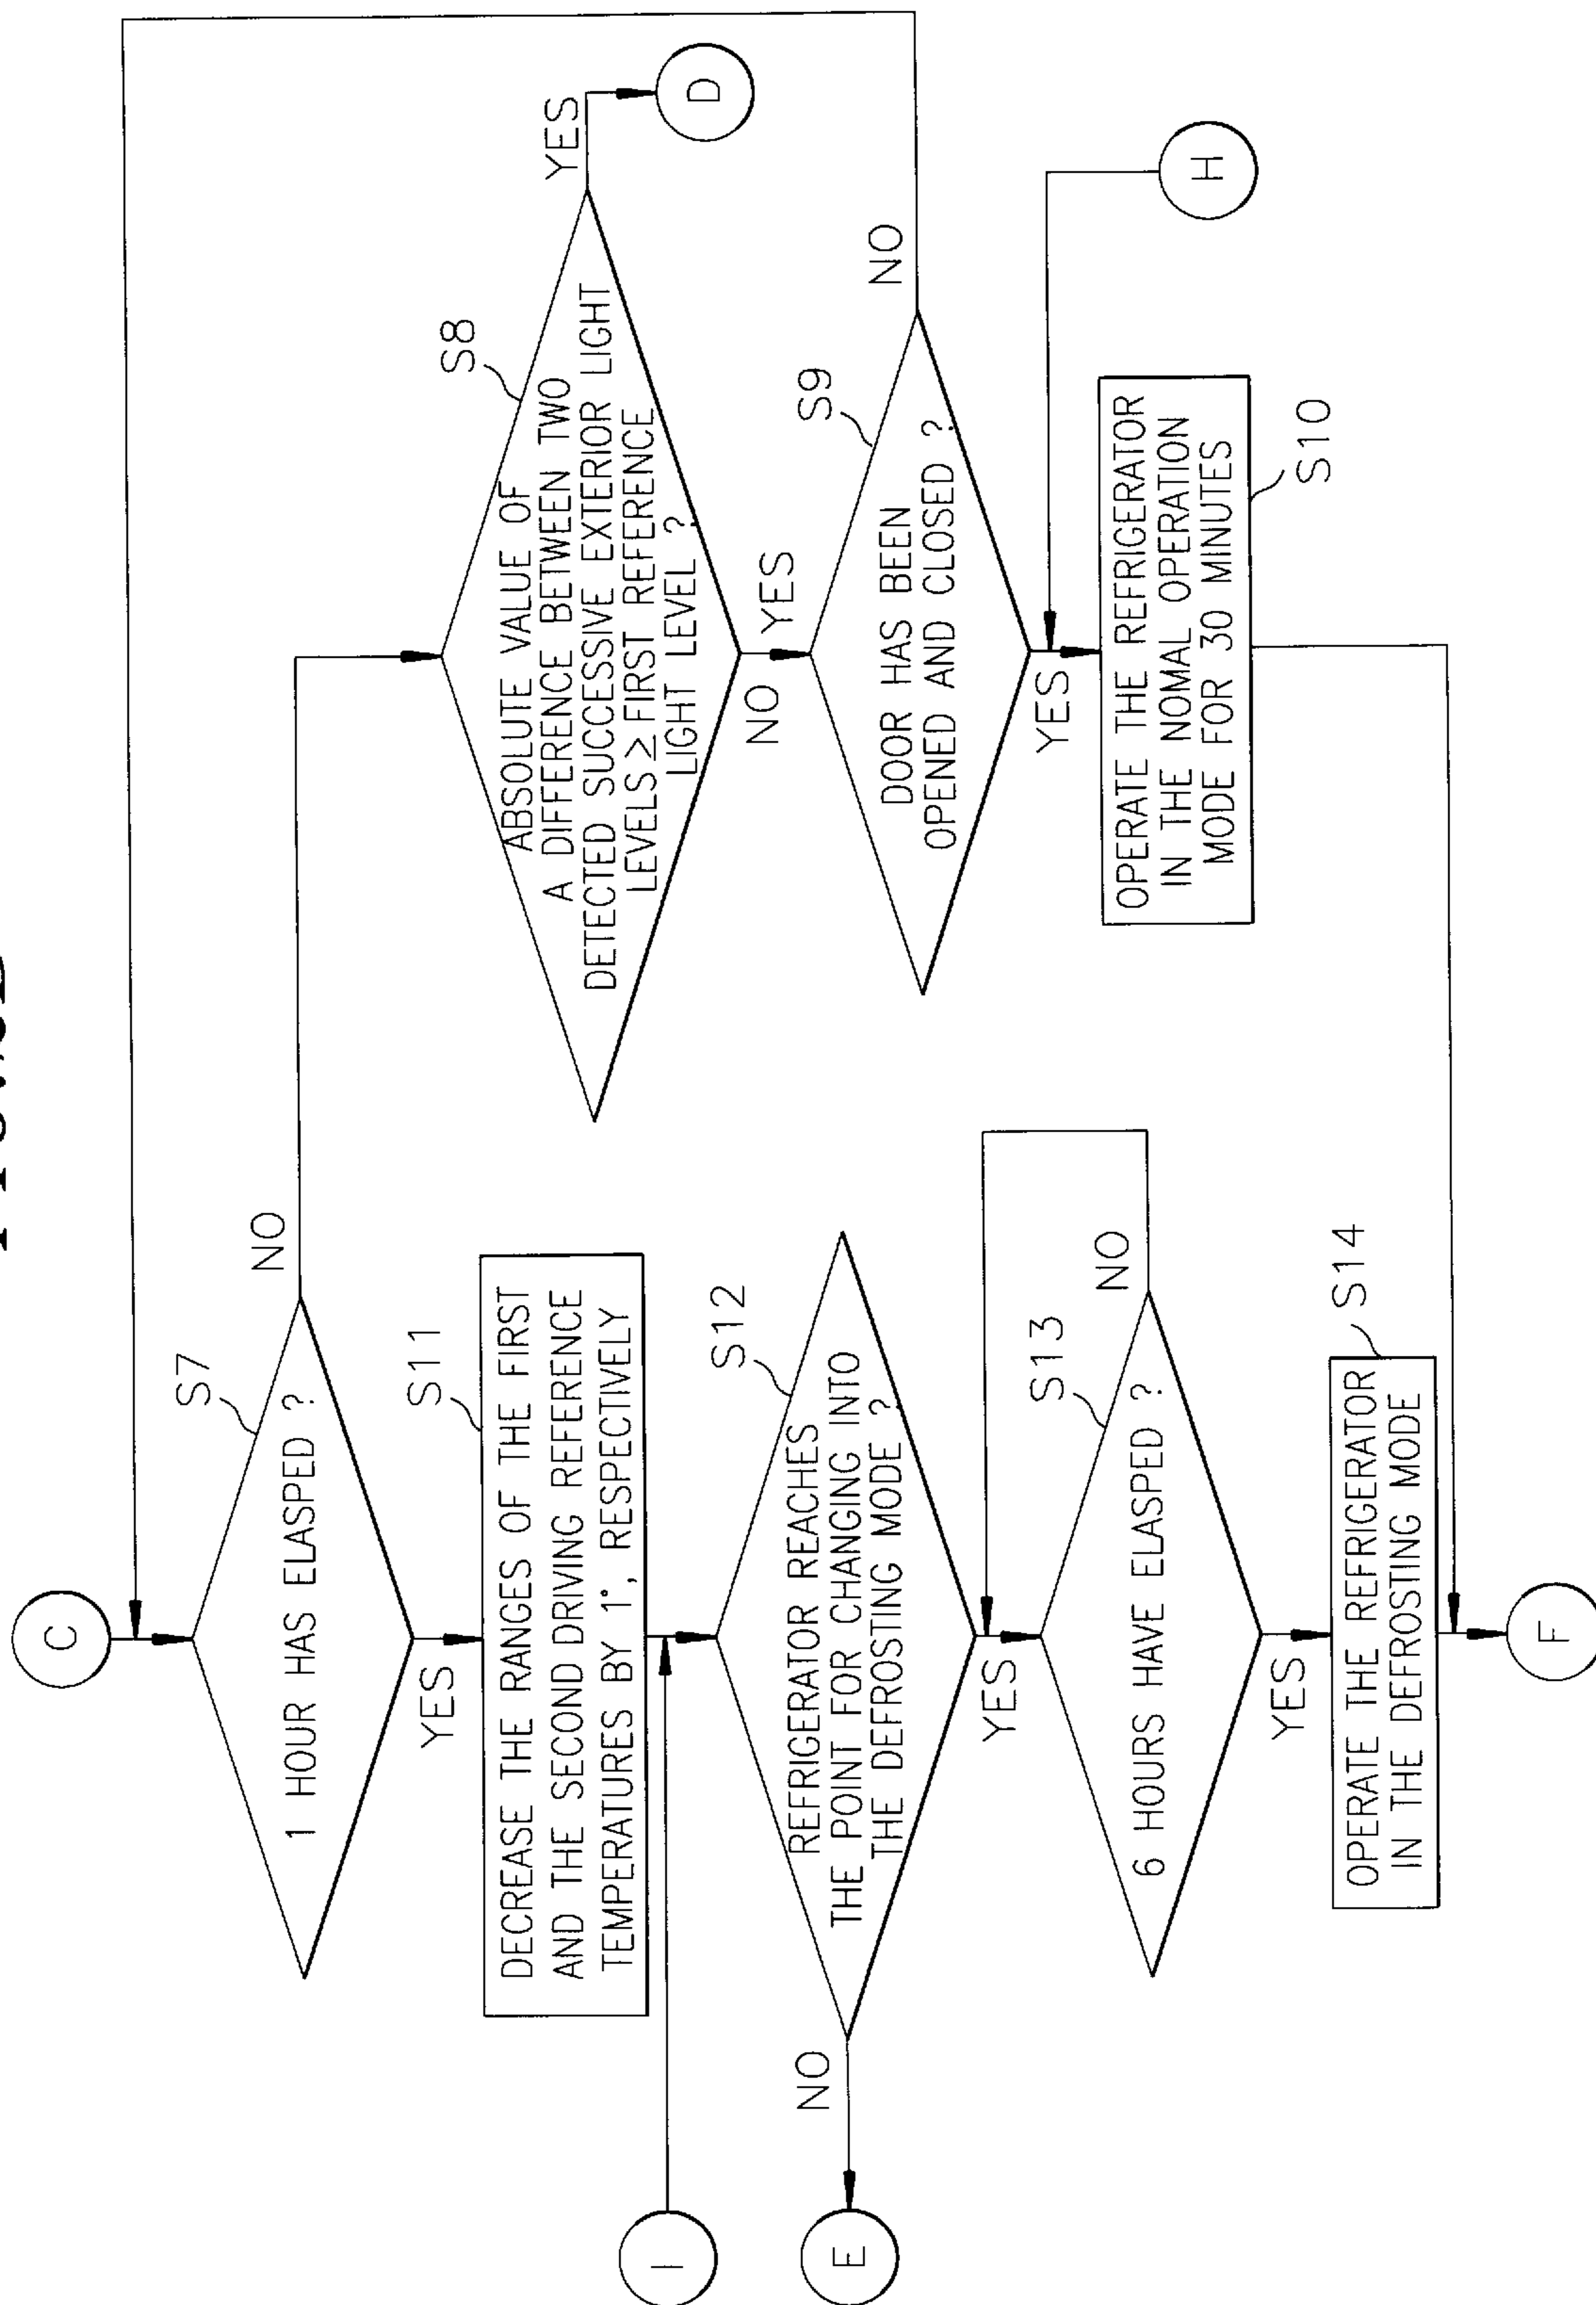 C
1 HOUR HAS ELASPED ?
S7
NO
YES
DECREASE THE RANGES OF THE FIRST
AND THE SECOND DRIVING REFERENCE
TEMPERATURES BY 1°, RESPECTIVELY
S11
I
REFRIGERATOR REACHES
THE POINT FOR CHANGING INTO
THE DEFROSTING MODE ?
S12
NO
E
YES
6 HOURS HAVE ELASPED ?
S13
NO
YES
OPERATE THE REFRIGERATOR
IN THE DEFROSTING MODE
S14
F
ABSOLUTE VALUE OF
A DIFFERENCE BETWEEN TWO
DETECTED SUCCESSIVE EXTERIOR LIGHT
LEVELS≥FIRST REFERENCE
LIGHT LEVEL ?
S8
YES
D
NO YES
DOOR HAS BEEN
OPENED AND CLOSED ?
S9
NO
YES
H
OPERATE THE REFRIGERATOR
IN THE NOMAL OPERATION
MODE FOR 30 MINUTES
S10